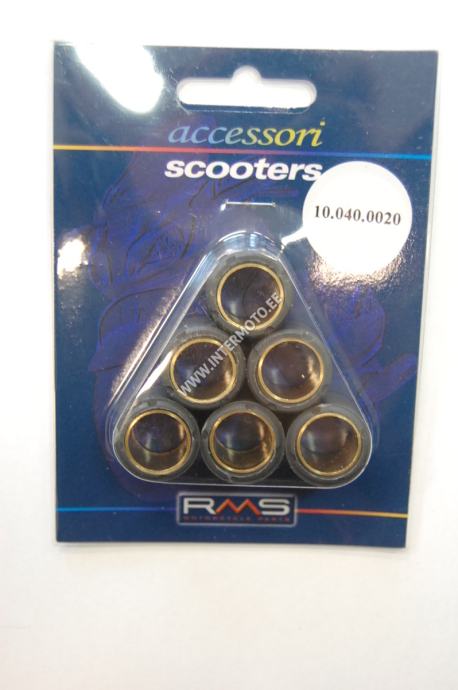 accessori
scooters
10.040.0020
WWW.INTERMOTO.EE
RMS
MOTORCYCLE PARTS